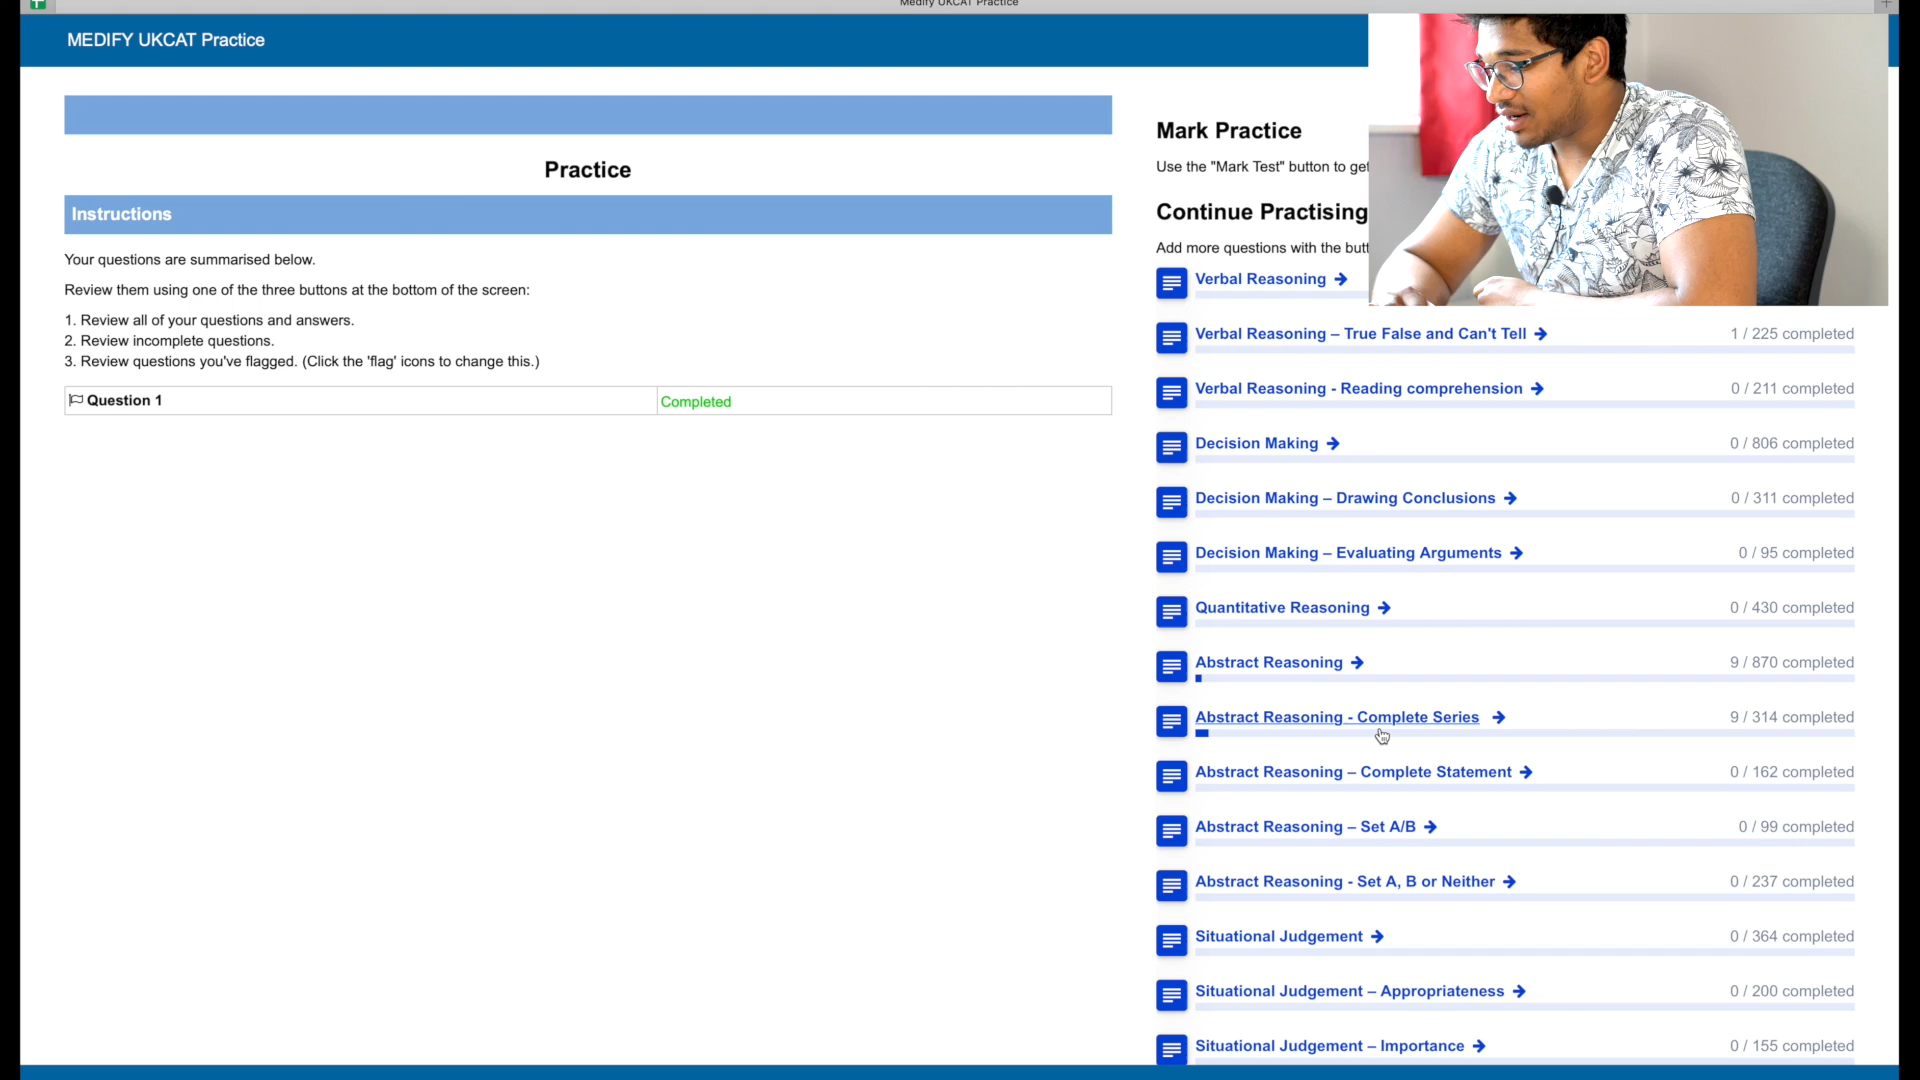 Medify UKCAT Practice
MEDIFY UKCAT Practice
Practice
Instructions
Your questions are summarised below.
Review them using one of the three buttons at the bottom of the screen:
1. Review all of your questions and answers.
2. Review incomplete questions.
3. Review questions you've flagged. (Click the 'flag' icons to change this.)
Question 1 Completed
Mark Practice
Use the "Mark Test" button to get
Continue Practising
Add more questions with the butt
Verbal Reasoning
Verbal Reasoning – True False and Can't Tell 1 / 225 completed
Verbal Reasoning - Reading comprehension 0 / 211 completed
Decision Making 0 / 806 completed
Decision Making – Drawing Conclusions 0 / 311 completed
Decision Making – Evaluating Arguments 0 / 95 completed
Quantitative Reasoning 0 / 430 completed
Abstract Reasoning 9 / 870 completed
Abstract Reasoning - Complete Series 9 / 314 completed
Abstract Reasoning – Complete Statement 0 / 162 completed
Abstract Reasoning – Set A/B 0 / 99 completed
Abstract Reasoning - Set A, B or Neither 0 / 237 completed
Situational Judgement 0 / 364 completed
Situational Judgement – Appropriateness 0 / 200 completed
Situational Judgement – Importance 0 / 155 completed